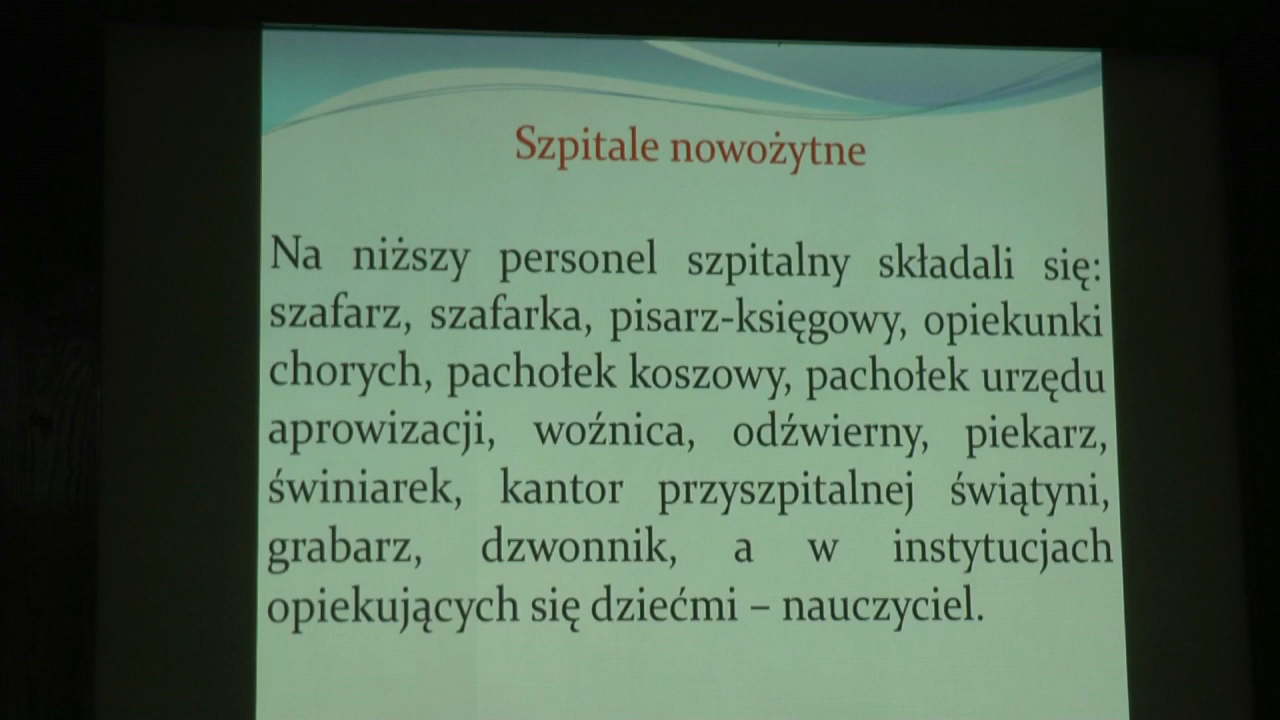 Szpitale nowożytne
Na niższy personel szpitalny składali się:
szafarz, szafarka, pisarz-księgowy, opiekunki
chorych, pachołek koszowy, pachołek urzędu
aprowizacji, woźnica, odźwierny, piekarz,
świniarek, kantor przyszpitalnej świątyni,
grabarz, dzwonnik, a w instytucjach
opiekujących się dziećmi – nauczyciel.